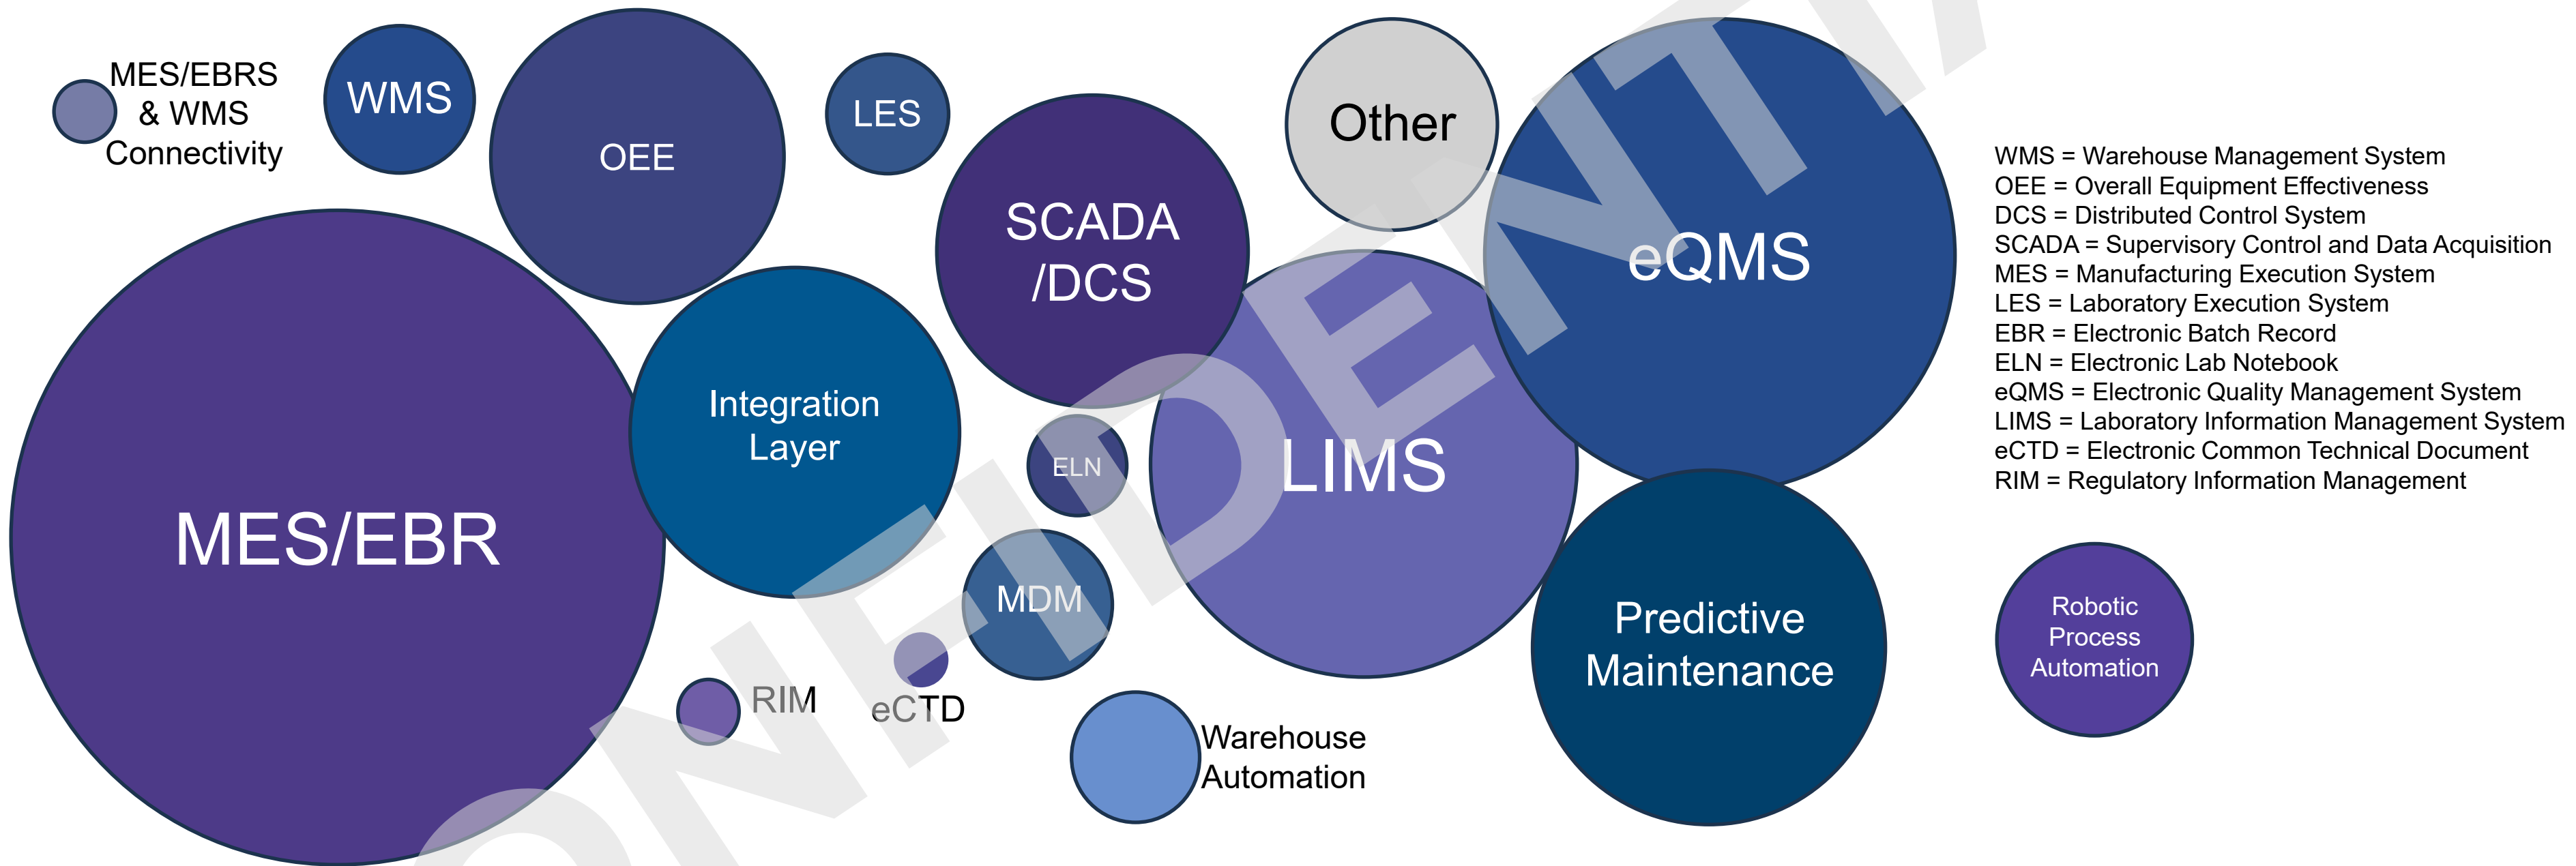 MES/EBRS
& WMS
Connectivity
WMS
OEE
LES
SCADA
/DCS
Other
eQMS
MES/EBR
Integration
Layer
ELN
LIMS
MDM
RIM
eCTD
Warehouse
Automation
Predictive
Maintenance
WMS = Warehouse Management System
OEE = Overall Equipment Effectiveness
DCS = Distributed Control System
SCADA = Supervisory Control and Data Acquisition
MES = Manufacturing Execution System
LES = Laboratory Execution System
EBR = Electronic Batch Record
ELN = Electronic Lab Notebook
eQMS = Electronic Quality Management System
LIMS = Laboratory Information Management System
eCTD = Electronic Common Technical Document
RIM = Regulatory Information Management
Robotic
Process
Automation
ONFIDENTIA